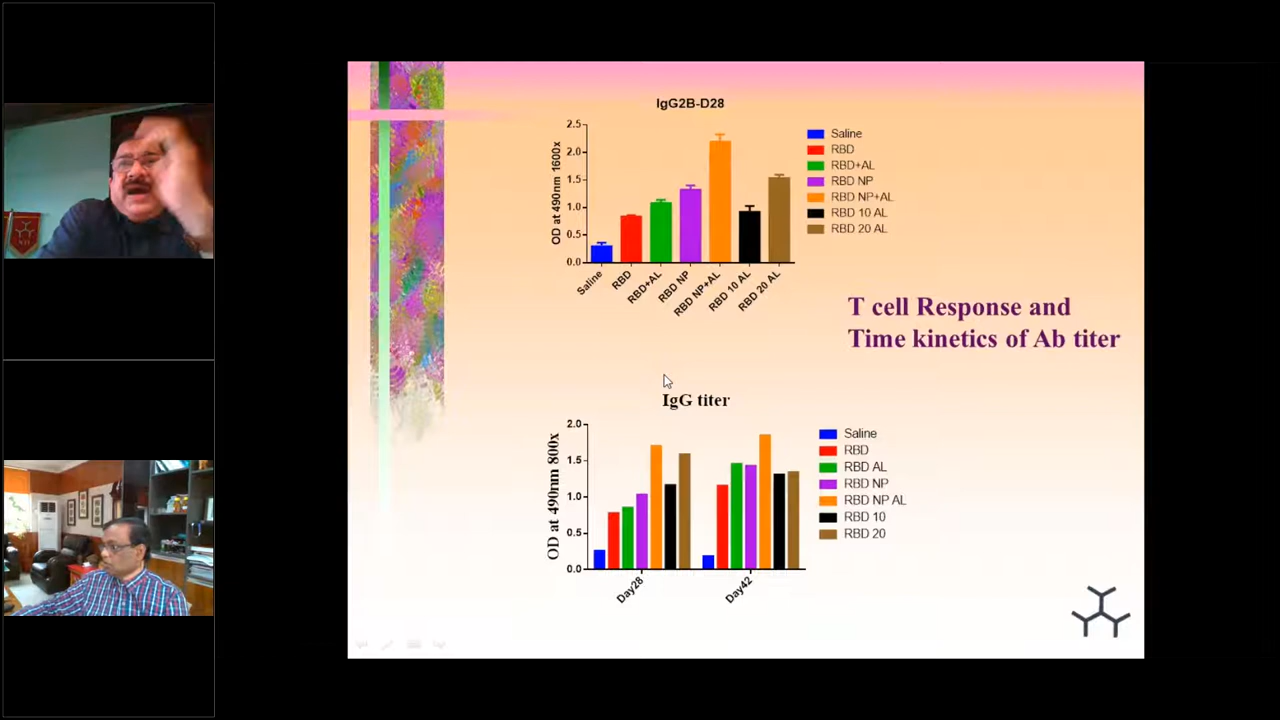 IgG2B-D28
OD at 490nm 1600x
2.5
2.0
1.5
1.0
0.5
0.0
Saline
RBD
RBD+AL
RBD NP
RBD NP+AL
RBD 10 AL
RBD 20 AL
Saline
RBD
RBD+AL
RBD NP
RBD NP+AL
RBD 10 AL
RBD 20 AL
T cell Response and
Time kinetics of Ab titer
IgG titer
OD at 490nm 800x
2.0
1.5
1.0
0.5
0.0
Day28
Day42
Saline
RBD
RBD AL
RBD NP
RBD NP AL
RBD 10
RBD 20